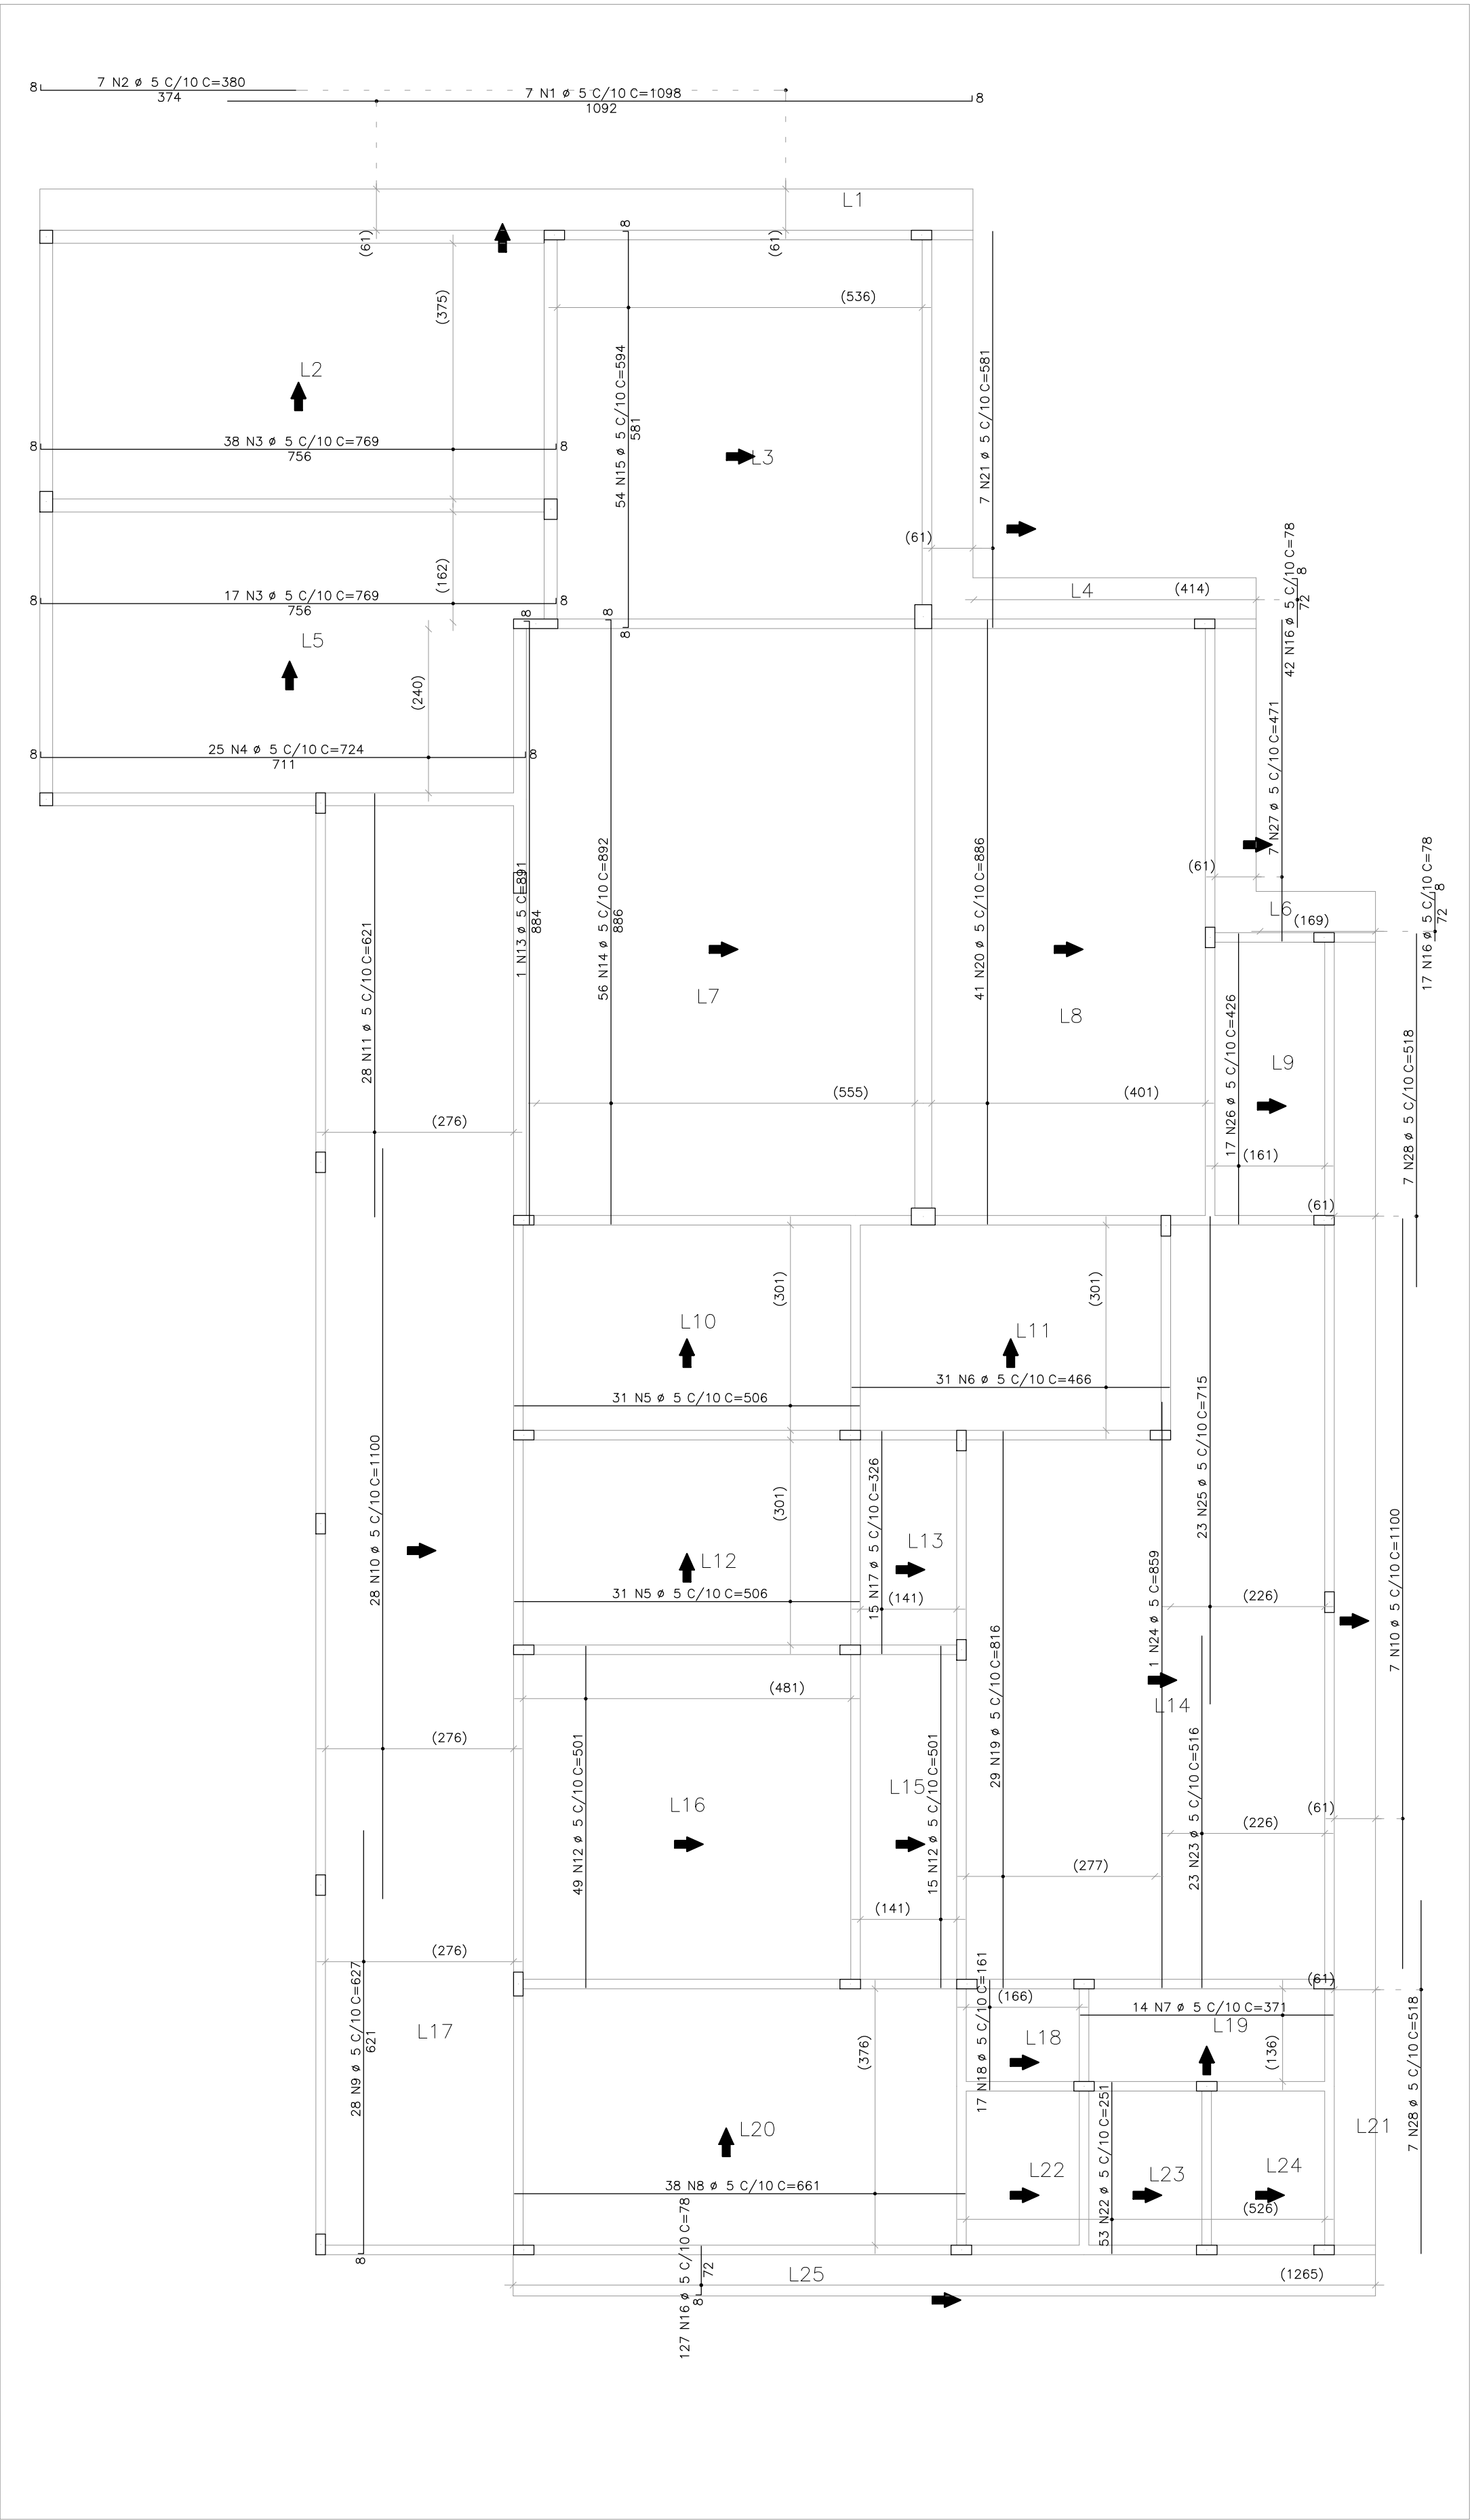 8
7 N2 ø 5 C/10 C=380
374
7 N1 ø 5 C/10 C=1098
1092
8
L1
(61)
(61)
8
(375)
(536)
L2
54 N15 ø 5 C/10 C=594
581
8
L3
7 N21 ø 5 C/10 C=581
(61)
8
38 N3 ø 5 C/10 C=769
756
8
(162)
8
17 N3 ø 5 C/10 C=769
756
8
L5
L4
(414)
42 N16 ø 5 C/10 C=78
72
8
(240)
8
25 N4 ø 5 C/10 C=724
711
8
8
1 N13 ø 5 C=891
884
8
56 N14 ø 5 C/10 C=892
886
41 N20 ø 5 C/10 C=886
7 N27 ø 5 C/10 C=471
(61)
L6
(169)
17 N16 ø 5 C/10 C=78
72
8
28 N11 ø 5 C/10 C=621
L7
L8
17 N26 ø 5 C/10 C=426
L9
7 N28 ø 5 C/10 C=518
(276)
(555)
(401)
(161)
(61)
(301)
(301)
L10
L11
31 N5 ø 5 C/10 C=506
31 N6 ø 5 C/10 C=466
23 N25 ø 5 C/10 C=715
28 N10 ø 5 C/10 C=1100
(301)
15 N17 ø 5 C/10 C=326
L12
L13
31 N5 ø 5 C/10 C=506
(141)
1 N24 ø 5 C=859
(226)
7 N10 ø 5 C/10 C=1100
(481)
29 N19 ø 5 C/10 C=816
L14
(276)
49 N12 ø 5 C/10 C=501
L16
L15
15 N12 ø 5 C/10 C=501
23 N23 ø 5 C/10 C=516
(61)
(226)
(277)
(141)
(276)
28 N9 ø 5 C/10 C=627
621
8
L17
(376)
17 N18 ø 5 C/10 C=161
(166)
(61)
14 N7 ø 5 C/10 C=371
L18
L19
(136)
7 N28 ø 5 C/10 C=518
L20
L21
53 N22 ø 5 C/10 C=251
L22
L23
L24
38 N8 ø 5 C/10 C=661
(526)
127 N16 ø 5 C/10 C=78
72
8
L25
(1265)